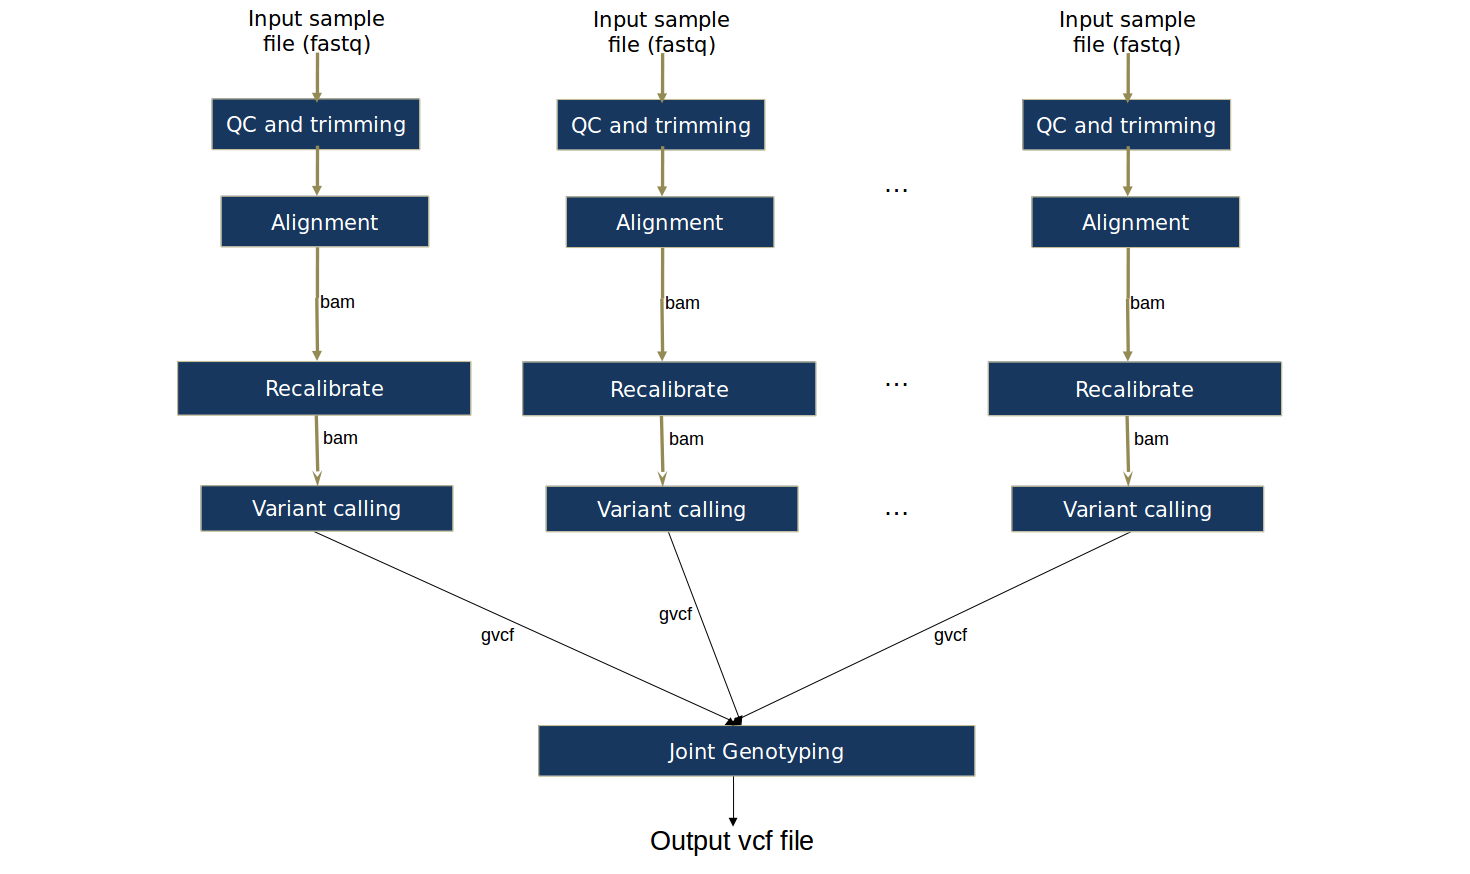 Input sample
file (fastq)
Input sample
file (fastq)
Input sample
file (fastq)
QC and trimming
QC and trimming
QC and trimming
...
Alignment
Alignment
Alignment
bam
bam
bam
Recalibrate
Recalibrate
...
Recalibrate
bam
bam
bam
Variant calling
Variant calling
...
Variant calling
gvcf
gvcf
gvcf
Joint Genotyping
Output vcf file